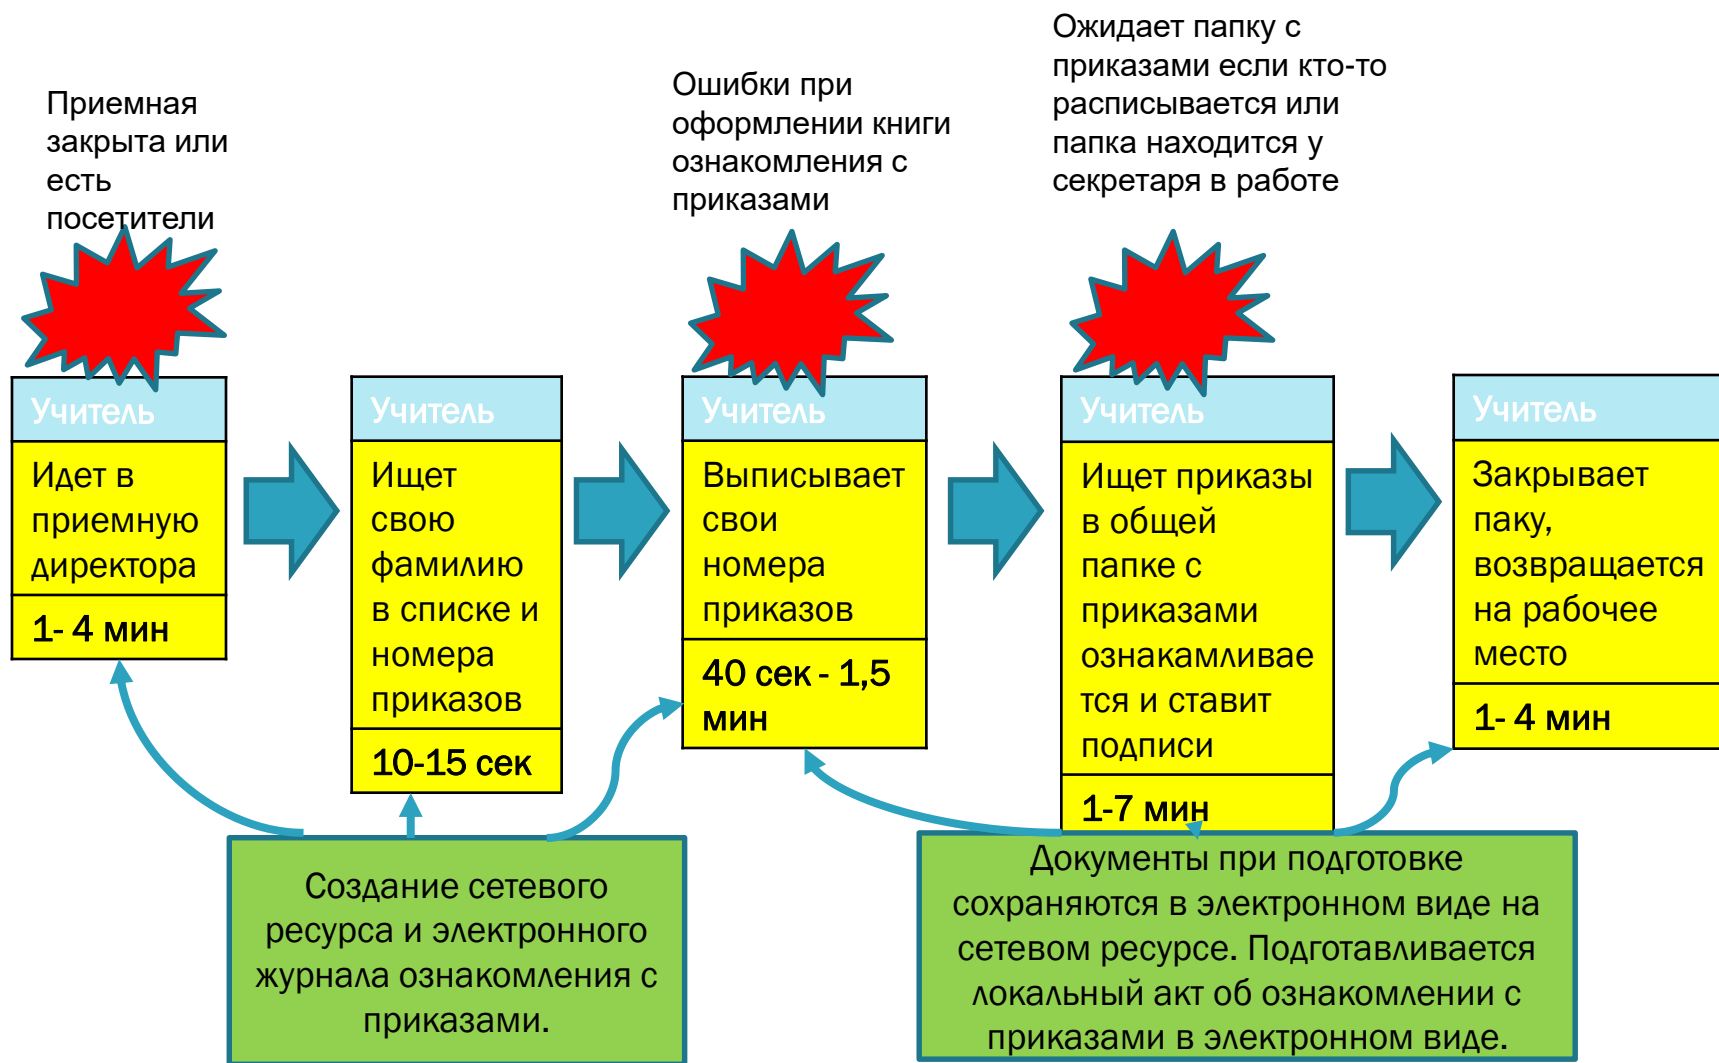 Приемная
закрыта или
есть
посетители
Ошибки при
оформлении книги
ознакомления с
приказами
Ожидает папку с
приказами если кто-то
расписывается или
папка находится у
секретаря в работе
Учитель
Идет в
приемную
директора
1- 4 мин
Учитель
Ищет
свою
фамилию
в списке и
номера
приказов
10-15 сек
Учитель
Выписывает
свои
номера
приказов
40 сек - 1,5
мин
Учитель
Ищет приказы
в общей
папке с
приказами
ознакамливае
тся и ставит
подписи
1-7 мин
Учитель
Закрывает
паку,
возвращается
на рабочее
место
1- 4 мин
Создание сетевого
ресурса и электронного
журнала ознакомления с
приказами.
Документы при подготовке
сохраняются в электронном виде на
сетевом ресурсе. Подготавливается
локальный акт об ознакомлении с
приказами в электронном виде.